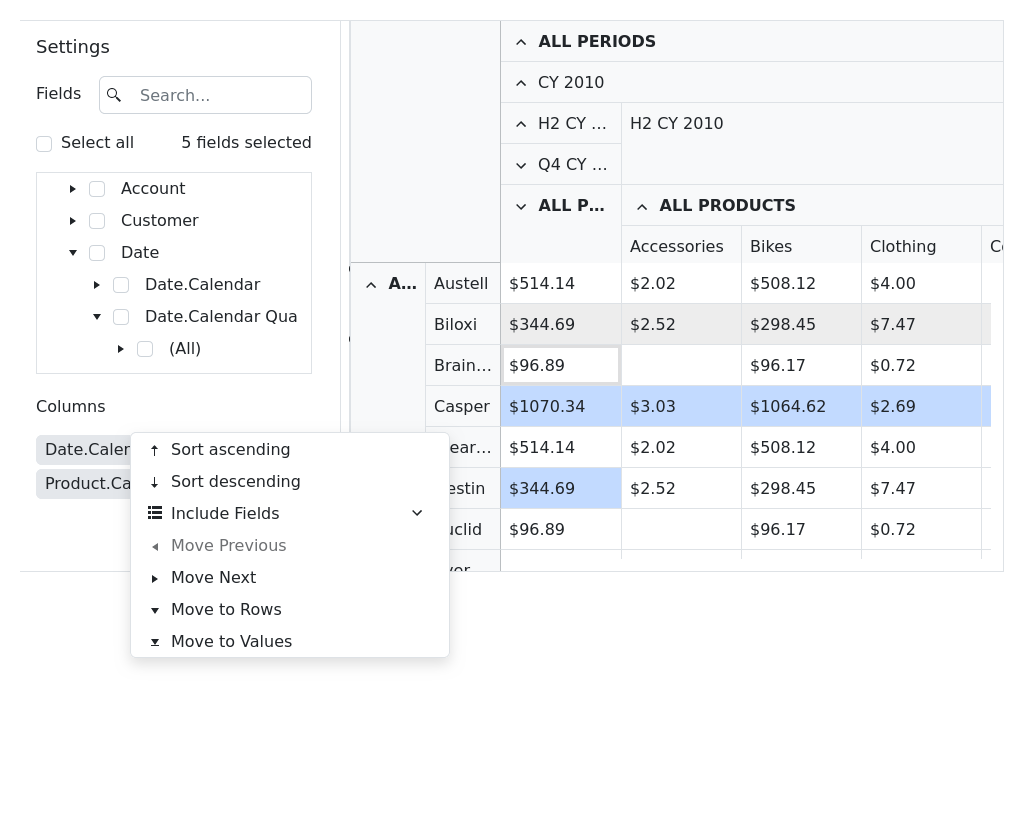 Settings
Fields
Search...
Select all
5 fields selected
Account
Customer
Date
Date.Calendar
Date.Calendar Qua
(All)
Columns
Date.Caler
Product.Ca
Sort ascending
Sort descending
Include Fields
Move Previous
Move Next
Move to Rows
Move to Values
ALL PERIODS
CY 2010
H2 CY ... H2 CY 2010
Q4 CY ...
ALL P... ALL PRODUCTS
Accessories Bikes Clothing
A... Austell $514.14 $2.02 $508.12 $4.00
Biloxi $344.69 $2.52 $298.45 $7.47
Brain... $96.89 $96.17 $0.72
Casper $1070.34 $3.03 $1064.62 $2.69
ear... $514.14 $2.02 $508.12 $4.00
estin $344.69 $2.52 $298.45 $7.47
uclid $96.89 $96.17 $0.72